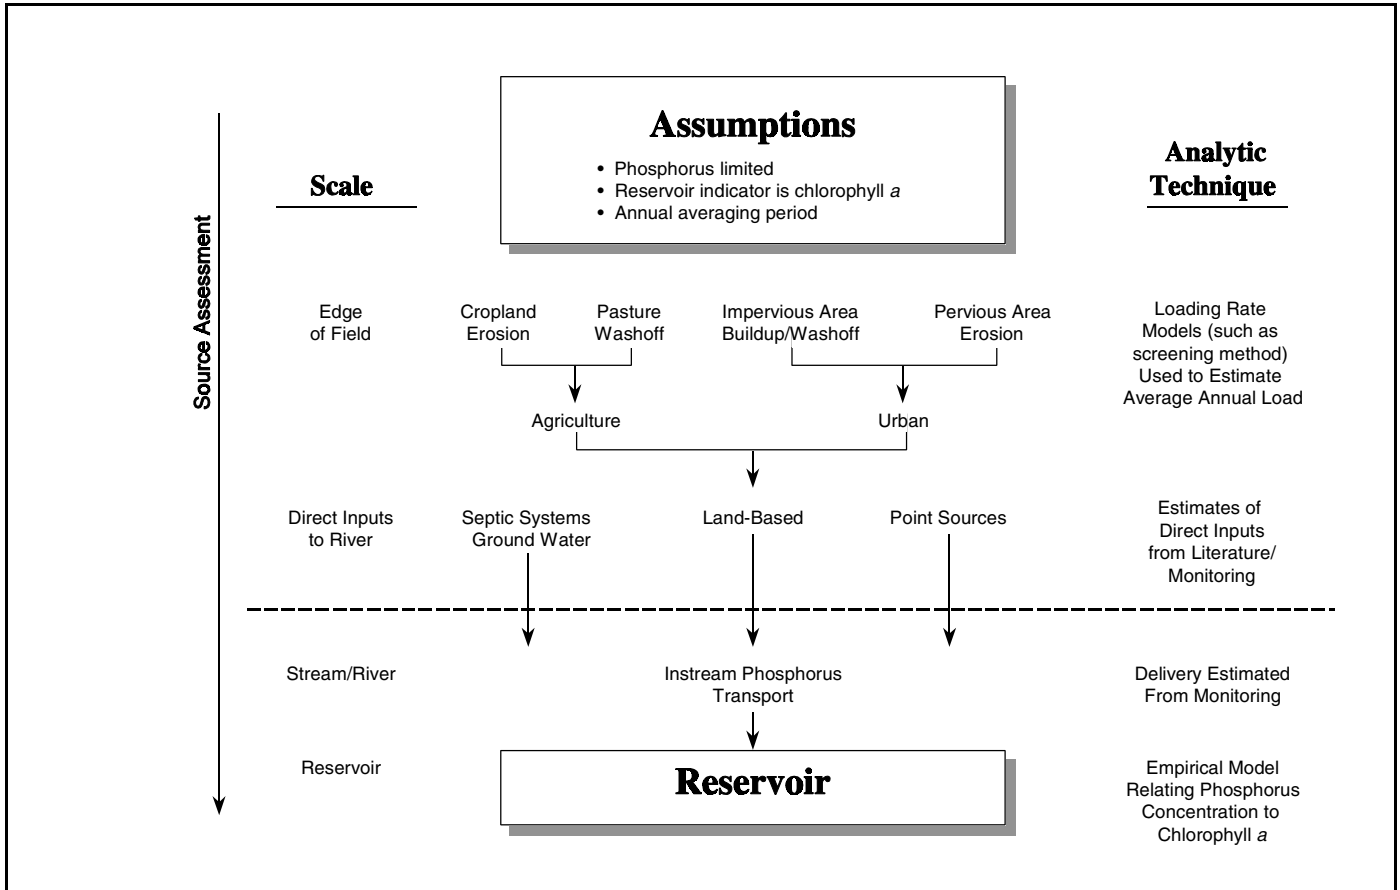 Assumptions
• Phosphorus limited
• Reservoir indicator is chlorophyll a
• Annual averaging period
Scale
Analytic
Technique
Source Assessment
Edge
of Field
Cropland
Erosion
Pasture
Washoff
Impervious Area
Buildup/Washoff
Pervious Area
Erosion
Loading Rate
Models (such as
screening method)
Used to Estimate
Average Annual Load
Agriculture
Urban
Direct Inputs
to River
Septic Systems
Ground Water
Land-Based
Point Sources
Estimates of
Direct Inputs
from Literature/
Monitoring
Stream/River
Instream Phosphorus
Transport
Delivery Estimated
From Monitoring
Reservoir
Reservoir
Empirical Model
Relating Phosphorus
Concentration to
Chlorophyll a